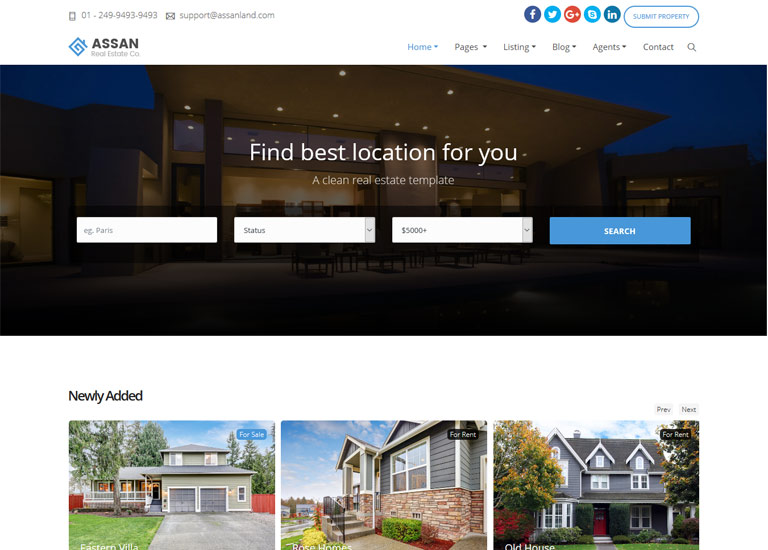 01 - 249-9493-9493 support@assanland.com SUBMIT PROPERTY
ASSAN
Real Estate Co.
Home Pages Listing Blog Agents Contact
Find best location for you
A clean real estate template
eg. Paris Status $5000+ SEARCH
Newly Added
Prev Next
For Sale For Rent For Rent
Eastern Villa Rose Homes Old House